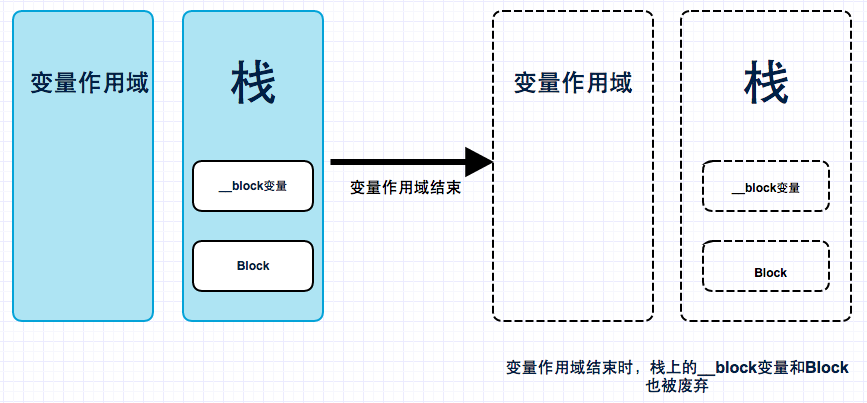 变量作用域
栈
__block变量
Block
变量作用域结束
变量作用域
栈
__block变量
Block
变量作用域结束时，栈上的__block变量和Block
也被废弃